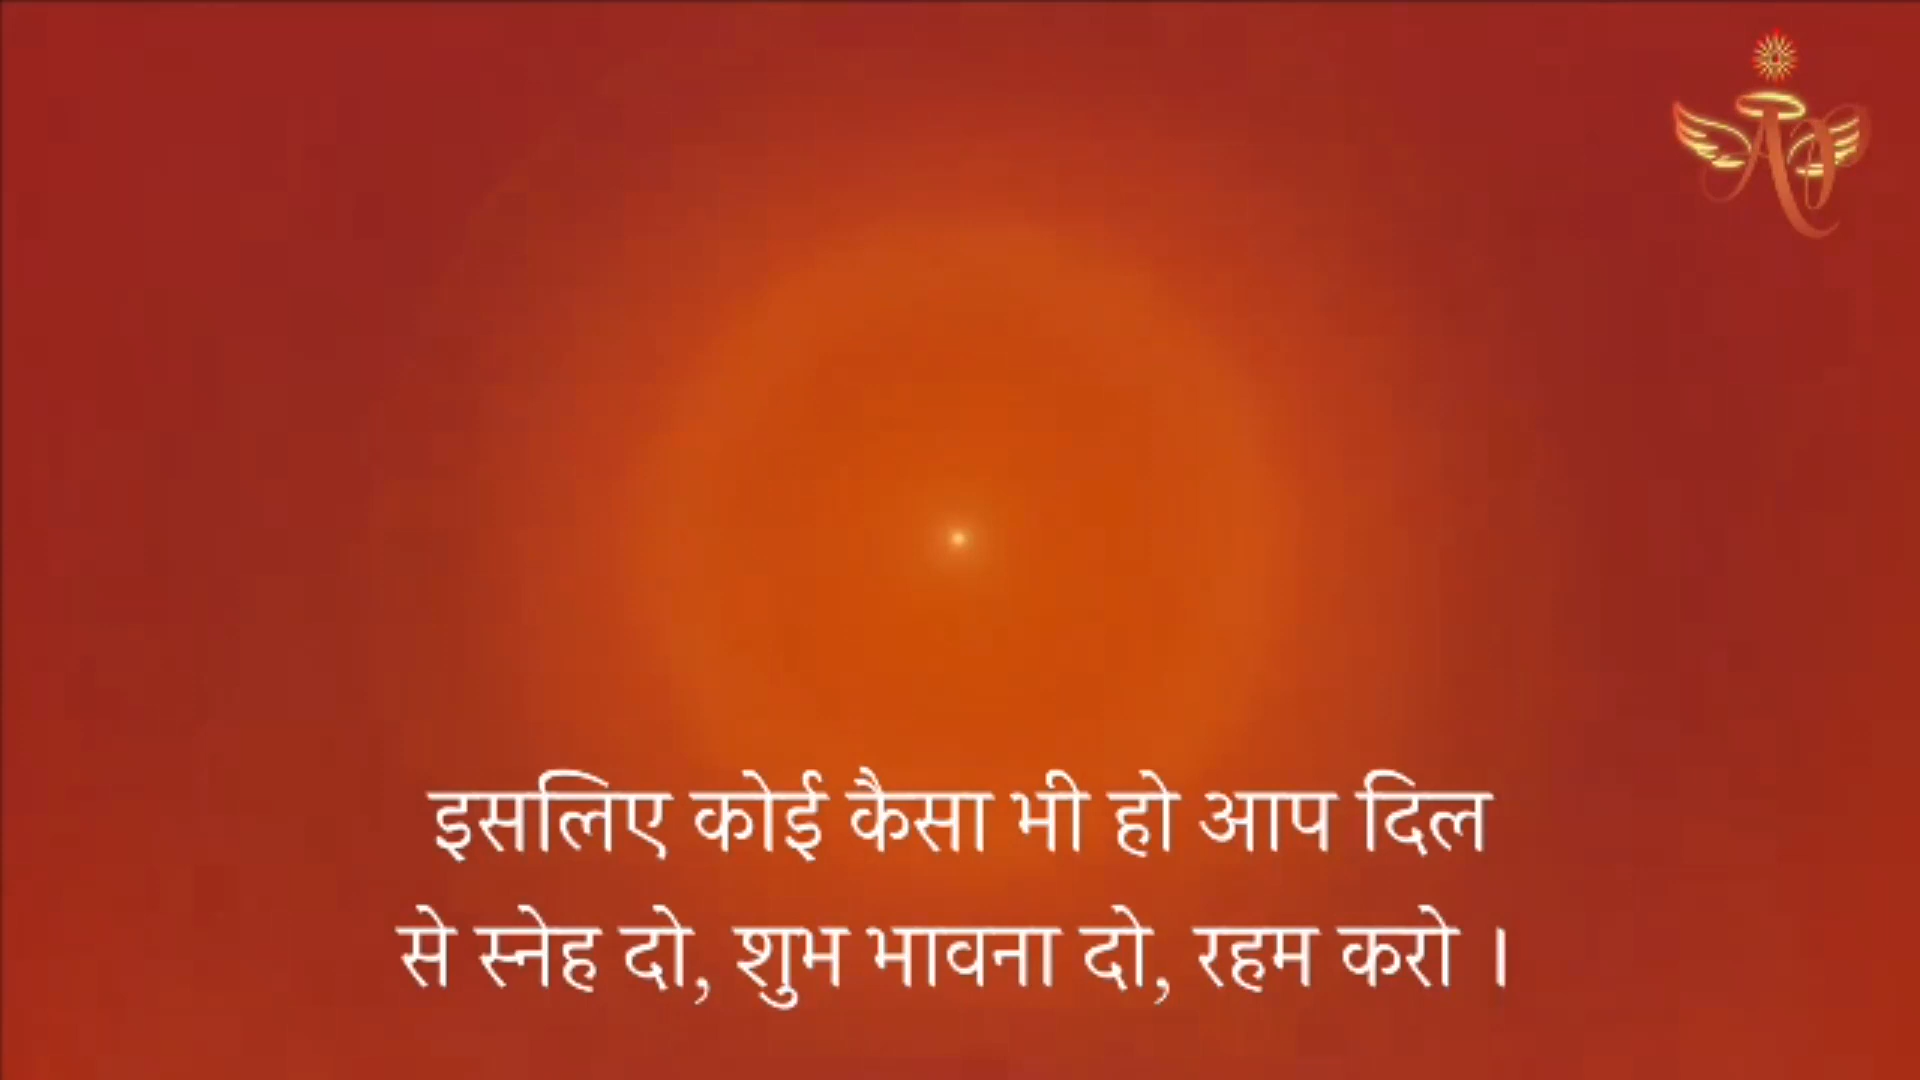 इसलिए कोई कैसा भी हो आप दिल
से स्नेह दो, शुभ भावना दो, रहम करो ।